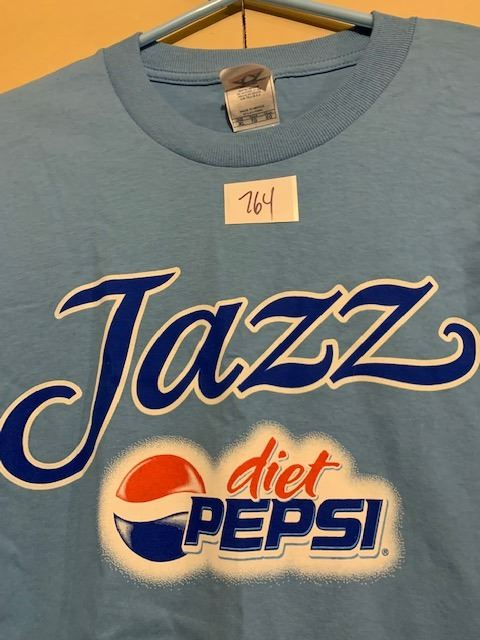 764
Jazz
diet
PEPSI
®